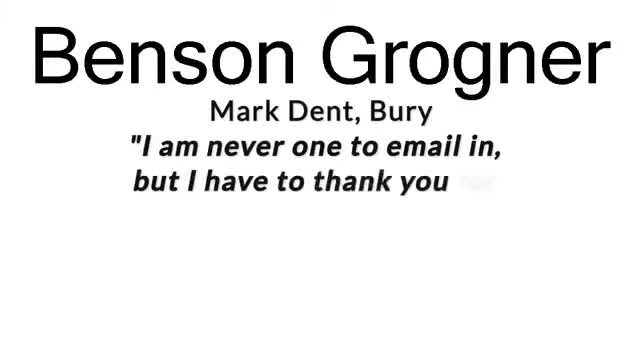 Benson Grogner
Mark Dent, Bury
"I am never one to email in,
but I have to thank you